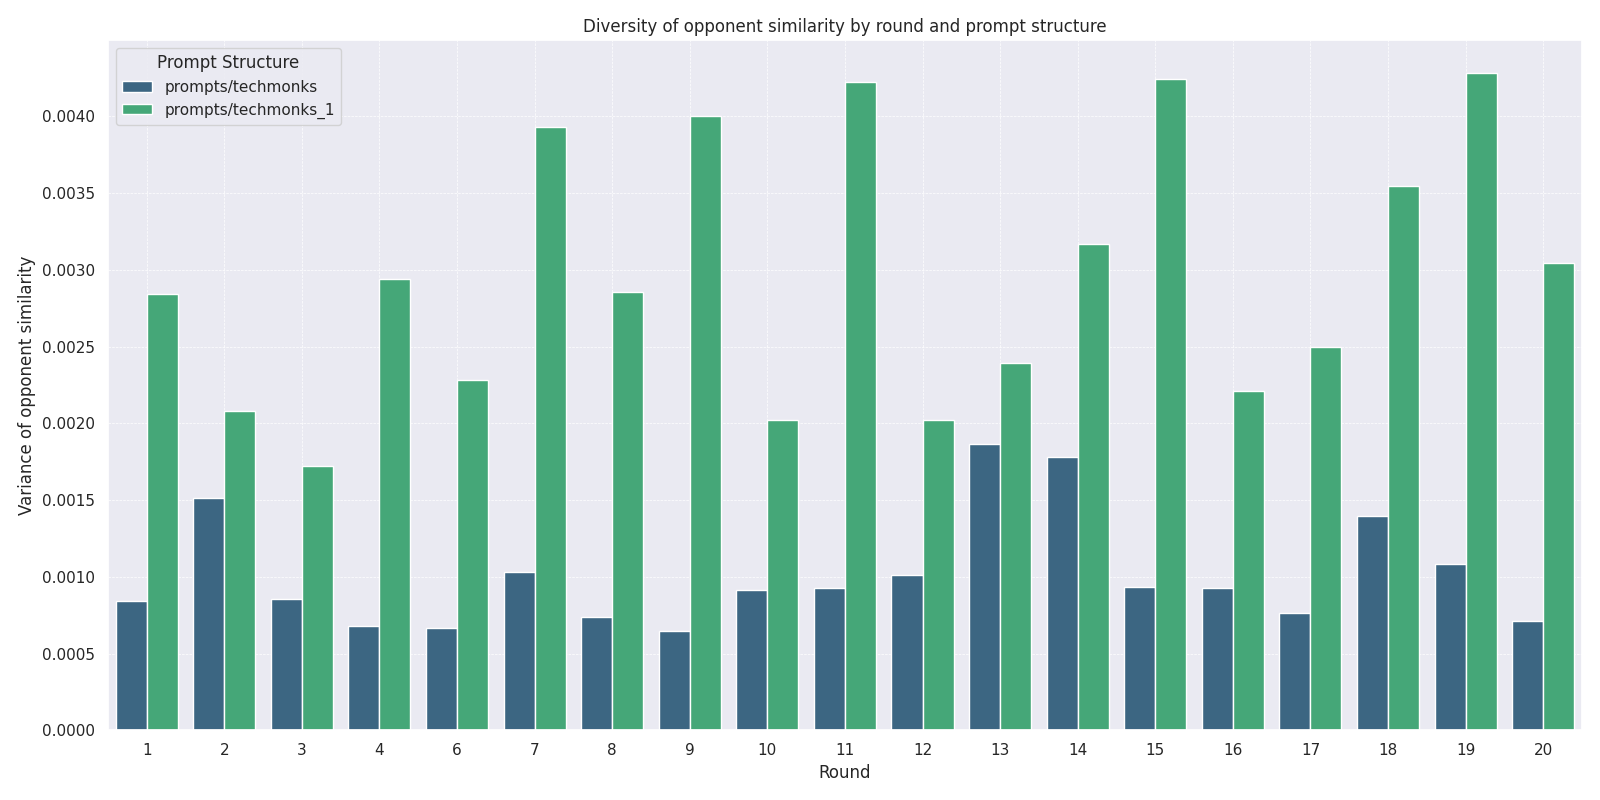 Diversity of opponent similarity by round and prompt structure
Prompt Structure
prompts/techmonks
prompts/techmonks_1
Variance of opponent similarity
0.0040
0.0035
0.0030
0.0025
0.0020
0.0015
0.0010
0.0005
0.0000
1 2 3 4 6 7 8 9 10 11 12 13 14 15 16 17 18 19 20
Round